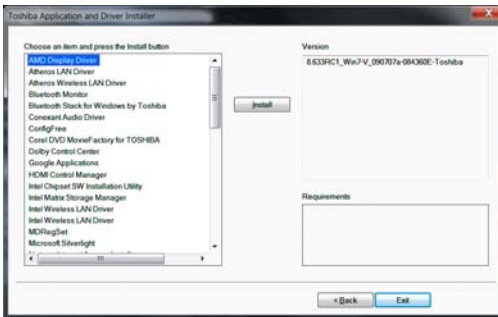 Toshiba Application and Driver Installer
Choose an item and press the Install button
AMD Display Driver
Atheros LAN Driver
Atheros Wireless LAN Driver
Bluetooth Monitor
Bluetooth Stack for Windows by Toshiba
Conexant Audio Driver
ConfigFree
Corel DVD MovieFactory for TOSHIBA
Dolby Control Center
Google Applications
HDMI Control Manager
Intel Chipset SW Installation Utility
Intel Matrix Storage Manager
Intel Wireless LAN Driver
Intel Wireless LAN Driver
MDRegSet
Microsoft Silverlight
Install
Version
8.633RC1_Win7-V_090707a-084360E-Toshiba
Requirements
< Back
Exit